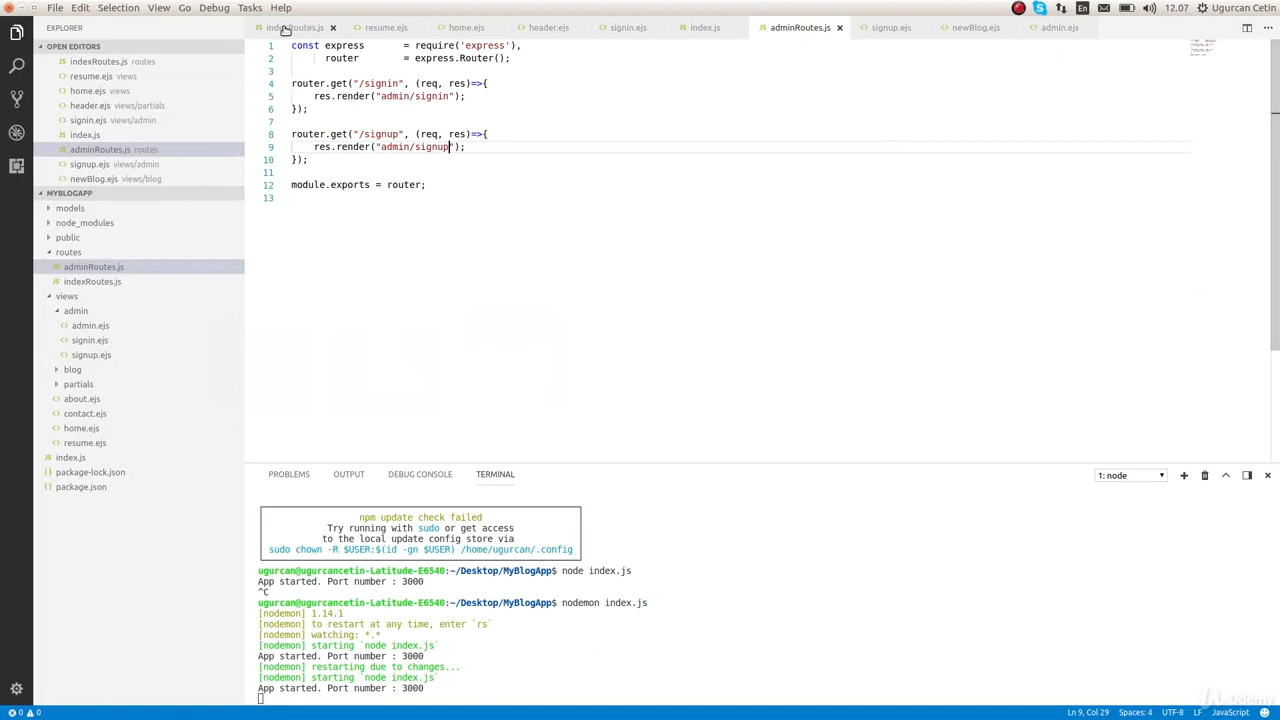 File Edit Selection View Go Debug Tasks Help
En 12.07 Ugurcan Cetin
EXPLORER
indexRoutes.js resume.ejs home.ejs header.ejs signin.ejs index.js adminRoutes.js signup.ejs newBlog.ejs admin.ejs
OPEN EDITORS
indexRoutes.js routes
resume.ejs views
home.ejs views
header.ejs views/partials
signin.ejs views/admin
index.js
adminRoutes.js routes
signup.ejs views/admin
newBlog.ejs views/blog
MYBLOGAPP
models
node_modules
public
routes
adminRoutes.js
indexRoutes.js
views
admin
admin.ejs
signin.ejs
signup.ejs
blog
partials
about.ejs
contact.ejs
home.ejs
resume.ejs
index.js
package-lock.json
package.json
1 const express = require('express'),
2 router = express.Router();
3
4 router.get("/signin", (req, res)=>{
5 res.render("admin/signin");
6 });
7
8 router.get("/signup", (req, res)=>{
9 res.render("admin/signup");
10 });
11
12 module.exports = router;
13
PROBLEMS OUTPUT DEBUG CONSOLE TERMINAL 1: node
npm update check failed
Try running with sudo or get access
to the local update config store via
sudo chown -R $USER:$(id -gn $USER) /home/ugurcan/.config
ugurcan@ugurcancetin-Latitude-E6540:~/Desktop/MyBlogApp$ node index.js
App started. Port number : 3000
^C
ugurcan@ugurcancetin-Latitude-E6540:~/Desktop/MyBlogApp$ nodemon index.js
[nodemon] 1.14.1
[nodemon] to restart at any time, enter `rs`
[nodemon] watching: *.*
[nodemon] starting `node index.js`
App started. Port number : 3000
[nodemon] restarting due to changes...
[nodemon] starting `node index.js`
App started. Port number : 3000
Udemy
0 0 Ln 9, Col 29 Spaces: 4 UTF-8 LF JavaScript